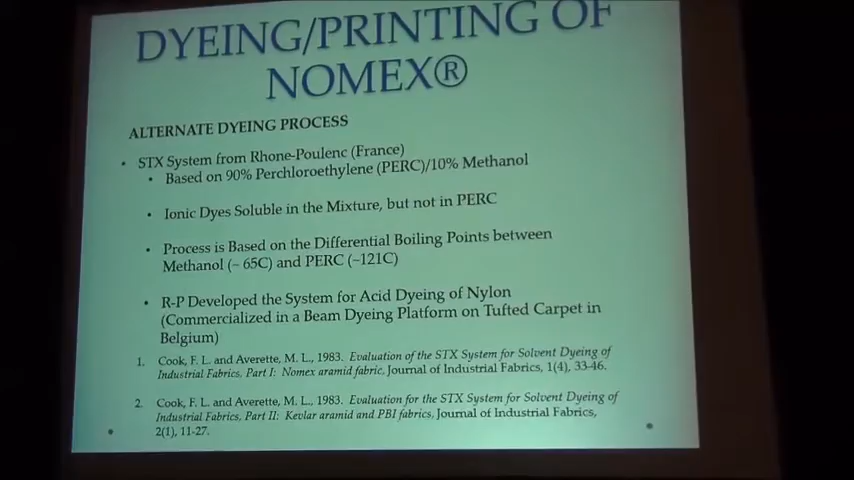 DYEING/PRINTING OF
NOMEX®
ALTERNATE DYEING PROCESS
• STX System from Rhone-Poulenc (France)
• Based on 90% Perchloroethylene (PERC)/10% Methanol
• Ionic Dyes Soluble in the Mixture, but not in PERC
• Process is Based on the Differential Boiling Points between
Methanol (~ 65C) and PERC (~121C)
• R-P Developed the System for Acid Dyeing of Nylon
(Commercialized in a Beam Dyeing Platform on Tufted Carpet in
Belgium)
1. Cook, F. L. and Averette, M. L., 1983. Evaluation of the STX System for Solvent Dyeing of
Industrial Fabrics, Part I: Nomex aramid fabric, Journal of Industrial Fabrics, 1(4), 33-46.
2. Cook, F. L. and Averette, M. L., 1983. Evaluation for the STX System for Solvent Dyeing of
Industrial Fabrics, Part II: Kevlar aramid and PBI fabrics, Journal of Industrial Fabrics,
2(1), 11-27.